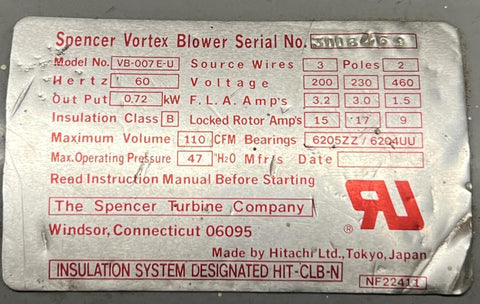 Spencer Vortex Blower Serial No.
Model No. VB-007E-U Source Wires 3 Poles 2
Hertz 60 Voltage 200 230 460
Out Put 0.72 kW F.L.A. Amp's 3.2 3.0 1.5
Insulation Class B Locked Rotor Amp's 15 17 9
Maximum Volume 110 CFM Bearings 6205ZZ/6204UU
Max. Operating Pressure 47 "H2O Mfris Date
Read Instruction Manual Before Starting
The Spencer Turbine Company
Windsor, Connecticut 06095
®
Made by Hitachi Ltd., Tokyo, Japan
INSULATION SYSTEM DESIGNATED HIT-CLB-N
NF22411